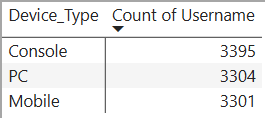 Device_Type Count of Username
Console 3395
PC 3304
Mobile 3301